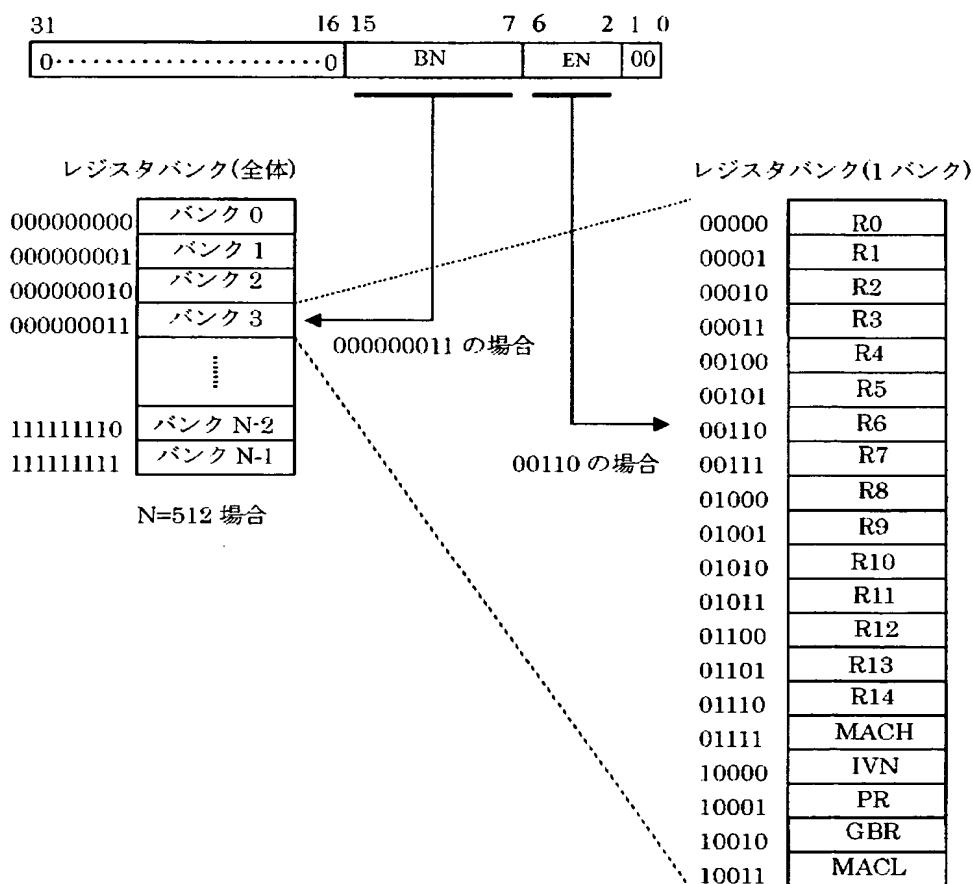 31 16 15 7 6 2 1 0
0·······················0 BN EN 00
レジスタバンク(全体)
000000000 バンク 0
000000001 バンク 1
000000010 バンク 2
000000011 バンク 3
000000011 の場合
111111110 バンク N-2
111111111 バンク N-1
N=512 場合
レジスタバンク(1 バンク)
00000 R0
00001 R1
00010 R2
00011 R3
00100 R4
00101 R5
00110 R6
00110 の場合
00111 R7
01000 R8
01001 R9
01010 R10
01011 R11
01100 R12
01101 R13
01110 R14
01111 MACH
10000 IVN
10001 PR
10010 GBR
10011 MACL